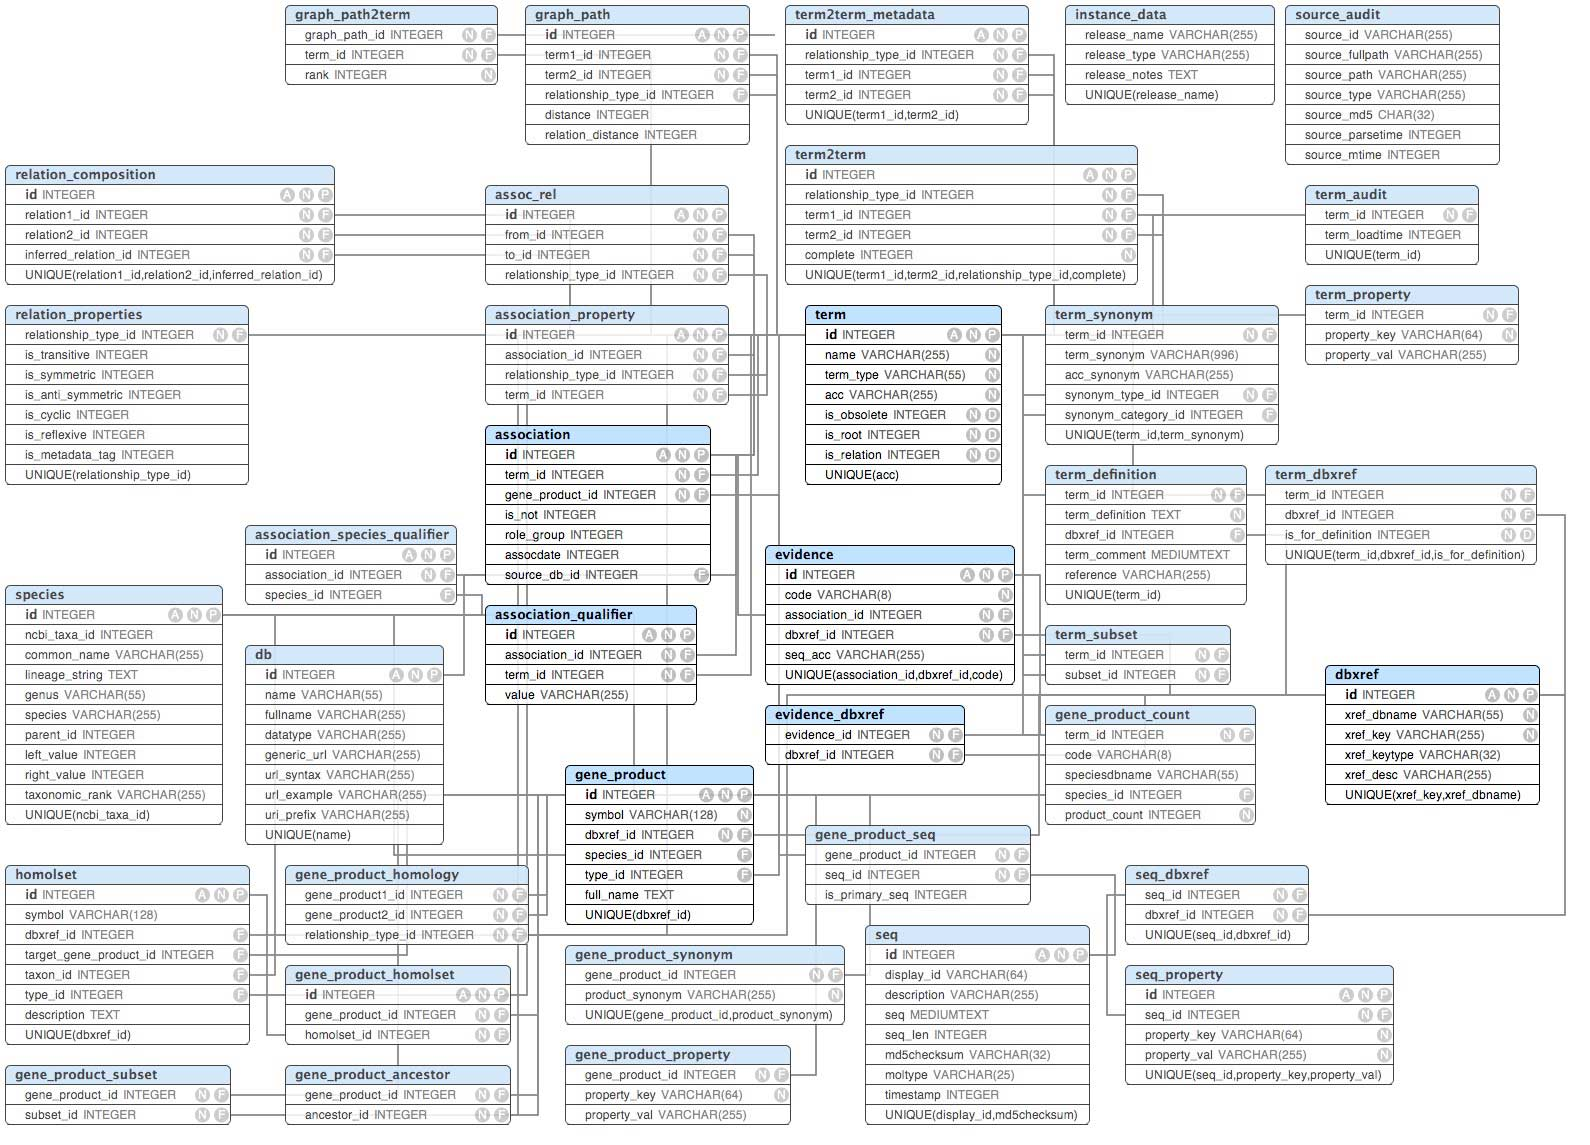 graph_path2term
graph_path_id INTEGER N F
term_id INTEGER N F
rank INTEGER N
graph_path
id INTEGER A N P
term1_id INTEGER N F
term2_id INTEGER N F
relationship_type_id INTEGER F
distance INTEGER
relation_distance INTEGER
term2term_metadata
id INTEGER A N P
relationship_type_id INTEGER N F
term1_id INTEGER N F
term2_id INTEGER N F
UNIQUE(term1_id,term2_id)
instance_data
release_name VARCHAR(255)
release_type VARCHAR(255)
release_notes TEXT
UNIQUE(release_name)
source_audit
source_id VARCHAR(255)
source_fullpath VARCHAR(255)
source_path VARCHAR(255)
source_type VARCHAR(255)
source_md5 CHAR(32)
source_parsetime INTEGER
source_mtime INTEGER
term2term
id INTEGER A N P
relationship_type_id INTEGER N F
term1_id INTEGER N F
term2_id INTEGER N F
complete INTEGER N
UNIQUE(term1_id,term2_id,relationship_type_id,complete)
relation_composition
id INTEGER A N P
relation1_id INTEGER N F
relation2_id INTEGER N F
inferred_relation_id INTEGER N F
UNIQUE(relation1_id,relation2_id,inferred_relation_id)
assoc_rel
id INTEGER A N P
from_id INTEGER N F
to_id INTEGER N F
relationship_type_id INTEGER N F
term_audit
term_id INTEGER N F
term_loadtime INTEGER
UNIQUE(term_id)
relation_properties
relationship_type_id INTEGER N F
is_transitive INTEGER
is_symmetric INTEGER
is_anti_symmetric INTEGER
is_cyclic INTEGER
is_reflexive INTEGER
is_metadata_tag INTEGER
UNIQUE(relationship_type_id)
association_property
id INTEGER A N P
association_id INTEGER N F
relationship_type_id INTEGER N F
term_id INTEGER N F
term
id INTEGER A N P
name VARCHAR(255) N
term_type VARCHAR(55) N
acc VARCHAR(255) N
is_obsolete INTEGER N D
is_root INTEGER N D
is_relation INTEGER N D
UNIQUE(acc)
term_synonym
term_id INTEGER N F
term_synonym VARCHAR(996)
acc_synonym VARCHAR(255)
synonym_type_id INTEGER N F
synonym_category_id INTEGER F
UNIQUE(term_id,term_synonym)
term_property
term_id INTEGER N F
property_key VARCHAR(64) N
property_val VARCHAR(255)
association
id INTEGER A N P
term_id INTEGER N F
gene_product_id INTEGER N F
is_not INTEGER
role_group INTEGER
assocdate INTEGER
source_db_id INTEGER F
term_definition
term_id INTEGER N F
term_definition TEXT N
dbxref_id INTEGER F
term_comment MEDIUMTEXT
reference VARCHAR(255)
UNIQUE(term_id)
term_dbxref
term_id INTEGER N F
dbxref_id INTEGER N F
is_for_definition INTEGER N D
UNIQUE(term_id,dbxref_id,is_for_definition)
association_species_qualifier
id INTEGER A N P
association_id INTEGER N F
species_id INTEGER F
evidence
id INTEGER A N P
code VARCHAR(8) N
association_id INTEGER N F
dbxref_id INTEGER N F
seq_acc VARCHAR(255)
UNIQUE(association_id,dbxref_id,code)
species
id INTEGER A N P
ncbi_taxa_id INTEGER
common_name VARCHAR(255)
lineage_string TEXT
genus VARCHAR(55)
species VARCHAR(255)
parent_id INTEGER
left_value INTEGER
right_value INTEGER
taxonomic_rank VARCHAR(255)
UNIQUE(ncbi_taxa_id)
association_qualifier
id INTEGER A N P
association_id INTEGER N F
term_id INTEGER N F
value VARCHAR(255)
term_subset
term_id INTEGER N F
subset_id INTEGER N F
db
id INTEGER A N P
name VARCHAR(55)
fullname VARCHAR(255)
datatype VARCHAR(255)
generic_url VARCHAR(255)
url_syntax VARCHAR(255)
url_example VARCHAR(255)
uri_prefix VARCHAR(255)
UNIQUE(name)
dbxref
id INTEGER A N P
xref_dbname VARCHAR(55) N
xref_key VARCHAR(255) N
xref_keytype VARCHAR(32)
xref_desc VARCHAR(255)
UNIQUE(xref_key,xref_dbname)
evidence_dbxref
evidence_id INTEGER N F
dbxref_id INTEGER N F
gene_product_count
term_id INTEGER N F
code VARCHAR(8)
speciesdbname VARCHAR(55)
species_id INTEGER F
product_count INTEGER N
gene_product
id INTEGER A N P
symbol VARCHAR(128) N
dbxref_id INTEGER N F
species_id INTEGER F
type_id INTEGER F
full_name TEXT
UNIQUE(dbxref_id)
gene_product_seq
gene_product_id INTEGER N F
seq_id INTEGER N F
is_primary_seq INTEGER
homolset
id INTEGER A N P
symbol VARCHAR(128)
dbxref_id INTEGER F
target_gene_product_id INTEGER F
taxon_id INTEGER F
type_id INTEGER F
description TEXT
UNIQUE(dbxref_id)
gene_product_homology
gene_product1_id INTEGER N F
gene_product2_id INTEGER N F
relationship_type_id INTEGER N F
seq_dbxref
seq_id INTEGER N F
dbxref_id INTEGER N F
UNIQUE(seq_id,dbxref_id)
seq
id INTEGER A N P
display_id VARCHAR(64)
description VARCHAR(255)
seq MEDIUMTEXT
seq_len INTEGER
md5checksum VARCHAR(32)
moltype VARCHAR(25)
timestamp INTEGER
UNIQUE(display_id,md5checksum)
gene_product_synonym
gene_product_id INTEGER N F
product_synonym VARCHAR(255) N
UNIQUE(gene_product_id,product_synonym)
gene_product_homolset
id INTEGER A N P
gene_product_id INTEGER N F
homolset_id INTEGER N F
seq_property
id INTEGER A N P
seq_id INTEGER N F
property_key VARCHAR(64) N
property_val VARCHAR(255) N
UNIQUE(seq_id,property_key,property_val)
gene_product_property
gene_product_id INTEGER N F
property_key VARCHAR(64) N
property_val VARCHAR(255)
gene_product_subset
gene_product_id INTEGER N F
subset_id INTEGER N F
gene_product_ancestor
gene_product_id INTEGER N F
ancestor_id INTEGER N F